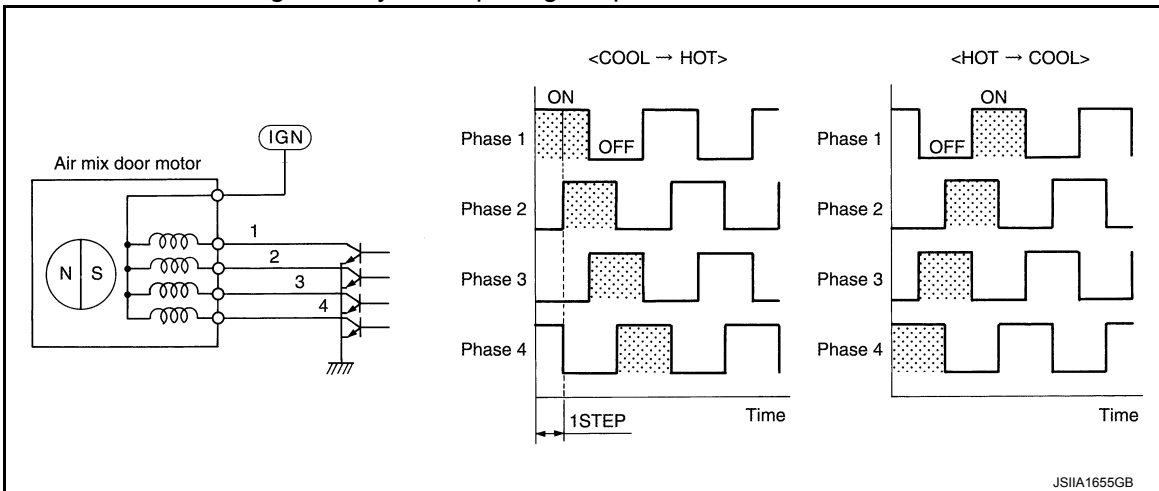 <COOL → HOT>
<HOT → COOL>
ON
ON
IGN
Phase 1
OFF
Phase 1
OFF
Air mix door motor
Phase 2
Phase 2
1
2
N S
3
Phase 3
Phase 3
4
Phase 4
Phase 4
Time
Time
1STEP
JSIIA1655GB